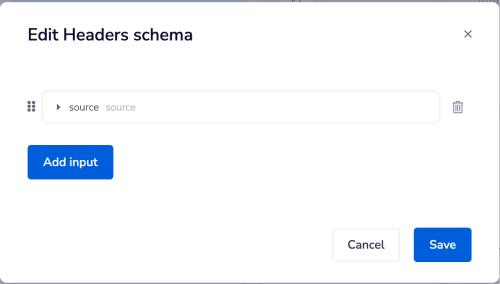 Edit Headers schema
source source
Add input
Cancel Save